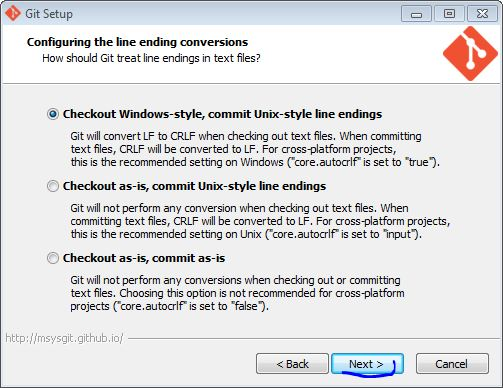 Git Setup
Configuring the line ending conversions
How should Git treat line endings in text files?
Checkout Windows-style, commit Unix-style line endings
Git will convert LF to CRLF when checking out text files. When committing
text files, CRLF will be converted to LF. For cross-platform projects,
this is the recommended setting on Windows ("core.autocrlf" is set to "true").
Checkout as-is, commit Unix-style line endings
Git will not perform any conversion when checking out text files. When
committing text files, CRLF will be converted to LF. For cross-platform projects,
this is the recommended setting on Unix ("core.autocrlf" is set to "input").
Checkout as-is, commit as-is
Git will not perform any conversions when checking out or committing
text files. Choosing this option is not recommended for cross-platform
projects ("core.autocrlf" is set to "false").
http://msysgit.github.io/
< Back Next > Cancel